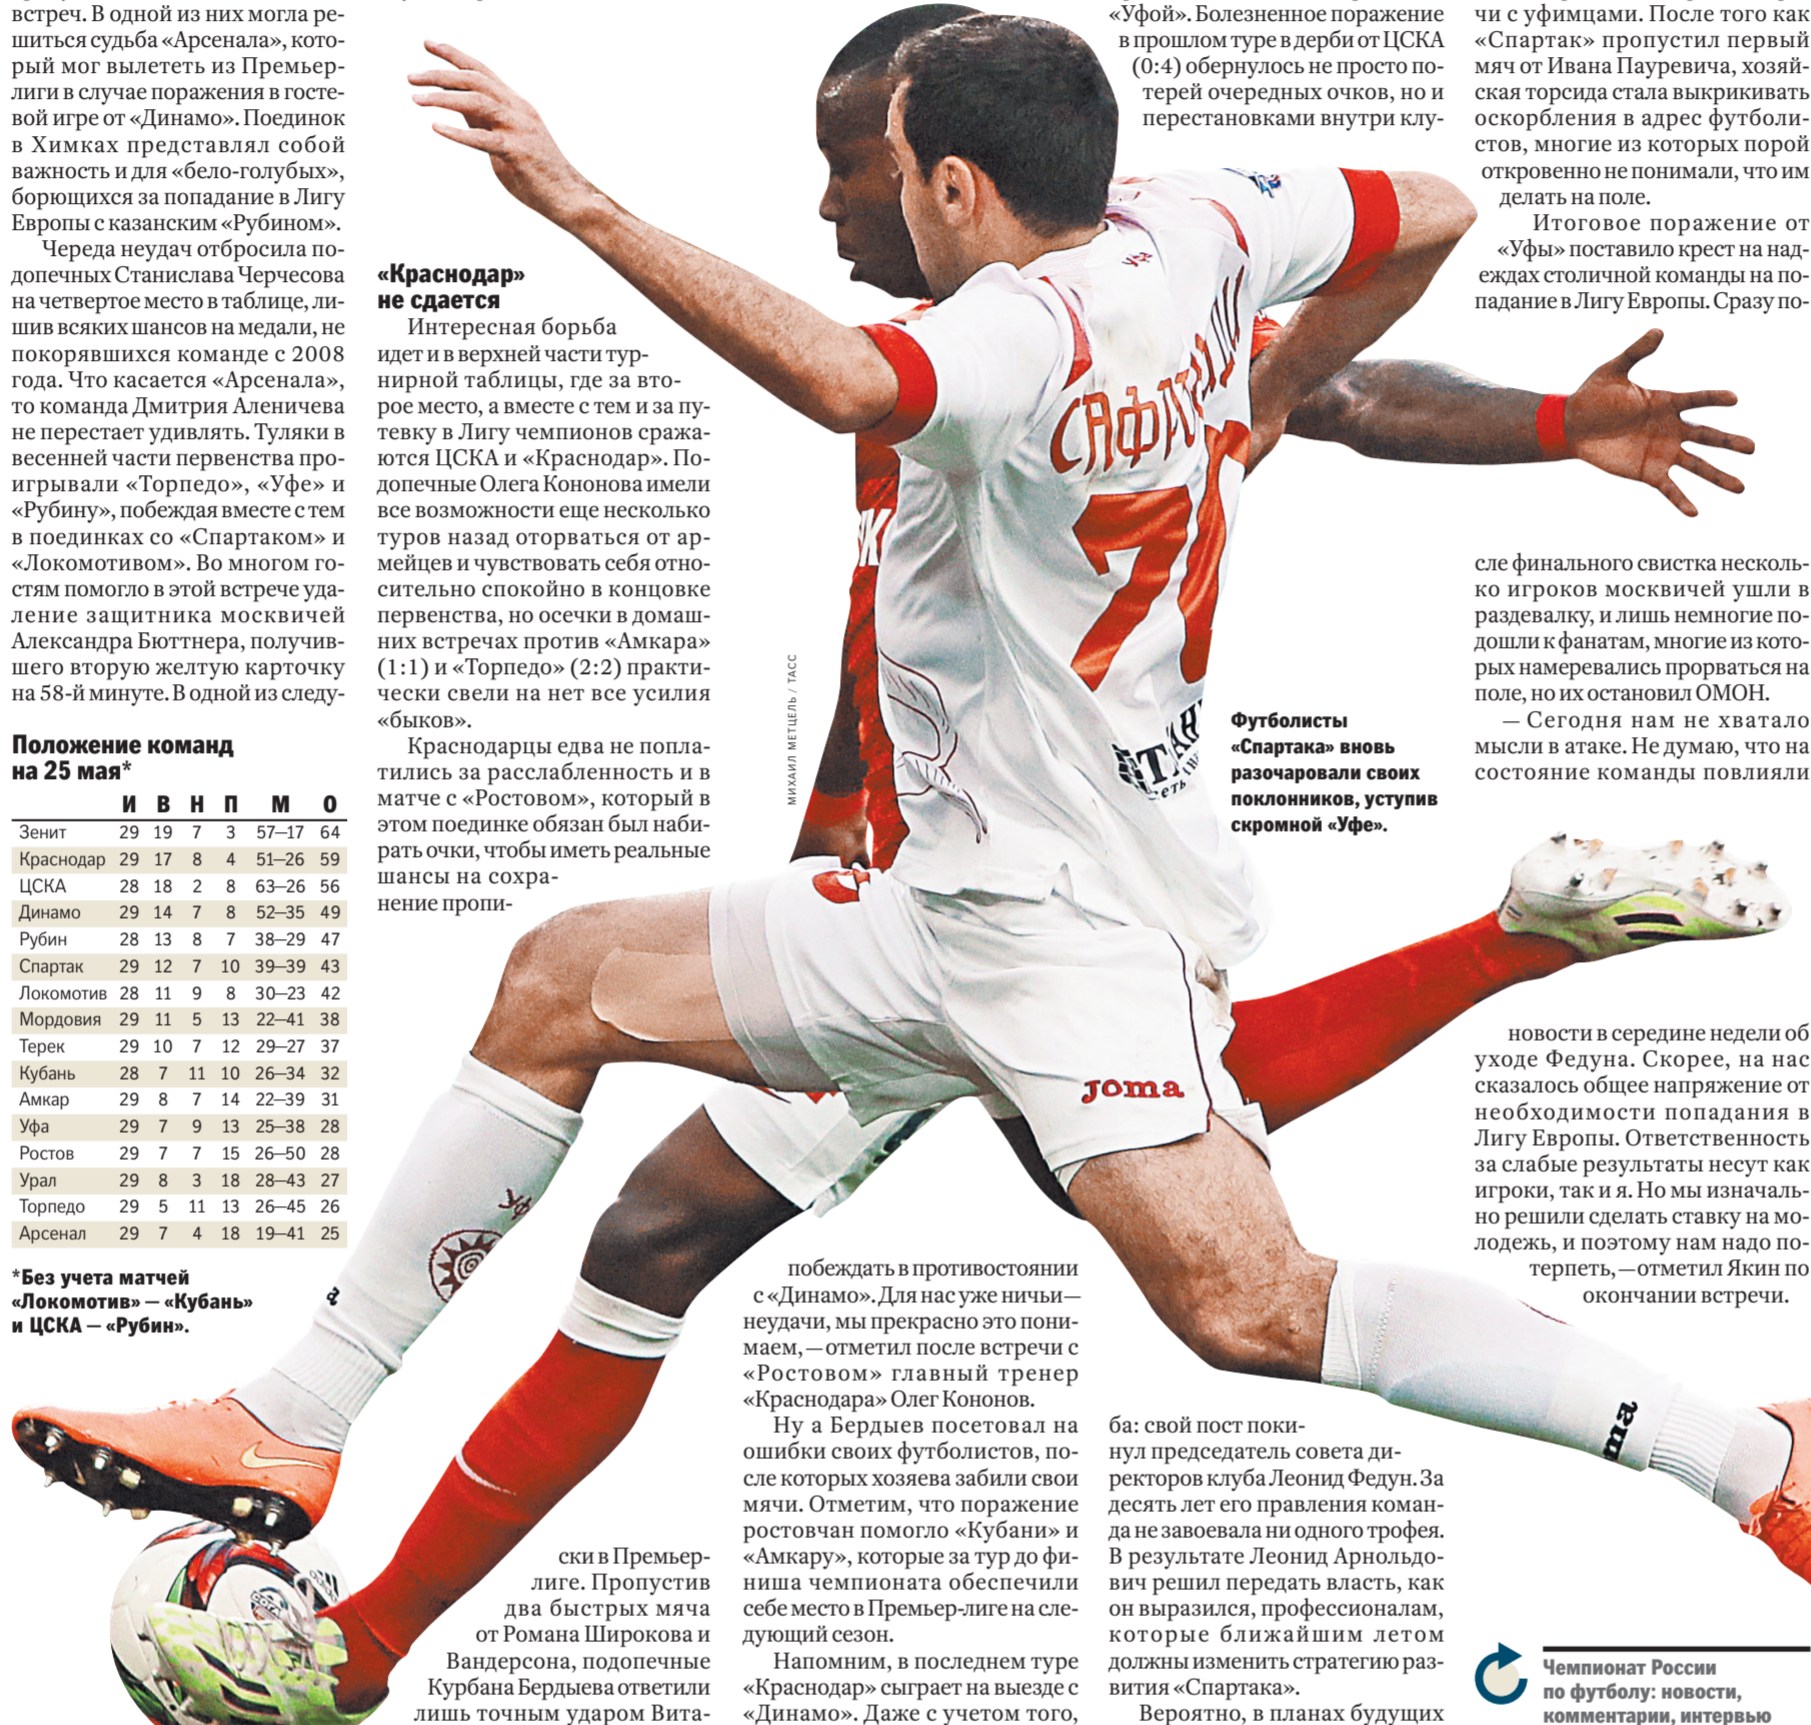 встреч. В одной из них могла ре-
шиться судьба «Арсенала», кото-
рый мог вылететь из Премьер-
лиги в случае поражения в госте-
вой игре от «Динамо». Поединок
в Химках представлял собой
важность и для «бело-голубых»,
борющихся за попадание в Лигу
Европы с казанским «Рубином».
Череда неудач отбросила по-
допечных Станислава Черчесова
на четвертое место в таблице, ли-
шив всяких шансов на медали, не
покорявшихся команде с 2008
года. Что касается «Арсенала»,
то команда Дмитрия Аленичева
не перестает удивлять. Туляки в
весенней части первенства про-
игрывали «Торпедо», «Уфе» и
«Рубину», побеждая вместе с тем
в поединках со «Спартаком» и
«Локомотивом». Во многом го-
стям помогло в этой встрече уда-
ление защитника москвичей
Александра Бюттнера, получив-
шего вторую желтую карточку
на 58-й минуте. В одной из следу-
Положение команд
на 25 мая*
И В Н П М О
Зенит 29 19 7 3 57–17 64
Краснодар 29 17 8 4 51–26 59
ЦСКА 28 18 2 8 63–26 56
Динамо 29 14 7 8 52–35 49
Рубин 28 13 8 7 38–29 47
Спартак 29 12 7 10 39–39 43
Локомотив 28 11 9 8 30–23 42
Мордовия 29 11 5 13 22–41 38
Терек 29 10 7 12 29–27 37
Кубань 28 7 11 10 26–34 32
Амкар 29 8 7 14 22–39 31
Уфа 29 7 9 13 25–38 28
Ростов 29 7 7 15 26–50 28
Урал 29 8 3 18 28–43 27
Торпедо 29 5 11 13 26–45 26
Арсенал 29 7 4 18 19–41 25
*Без учета матчей
«Локомотив» — «Кубань»
и ЦСКА — «Рубин».
«Краснодар»
не сдается
Интересная борьба
идет и в верхней части тур-
нирной таблицы, где за вто-
рое место, а вместе с тем и за пу-
тевку в Лигу чемпионов сража-
ются ЦСКА и «Краснодар». По-
допечные Олега Кононова имели
все возможности еще несколько
туров назад оторваться от ар-
мейцев и чувствовать себя отно-
сительно спокойно в концовке
первенства, но осечки в домаш-
них встречах против «Амкара»
(1:1) и «Торпедо» (2:2) практи-
чески свели на нет все усилия
«быков».
Краснодарцы едва не попла-
тились за расслабленность и в
матче с «Ростовом», который в
этом поединке обязан был наби-
рать очки, чтобы иметь реальные
шансы на сохра-
нение пропи-
ски в Премьер-
лиге. Пропустив
два быстрых мяча
от Романа Широкова и
Вандерсона, подопечные
Курбана Бердыева ответили
лишь точным ударом Вита-
МИХАИЛ МЕТЦЕЛЬ / ТАСС
joma
побеждать в противостоянии
с «Динамо». Для нас уже ничьи —
неудачи, мы прекрасно это пони-
маем, — отметил после встречи с
«Ростовом» главный тренер
«Краснодара» Олег Кононов.
Ну а Бердыев посетовал на
ошибки своих футболистов, по-
сле которых хозяева забили свои
мячи. Отметим, что поражение
ростовчан помогло «Кубани» и
«Амкару», которые за тур до фи-
ниша чемпионата обеспечили
себе место в Премьер-лиге на сле-
дующий сезон.
Напомним, в последнем туре
«Краснодар» сыграет на выезде с
«Динамо». Даже с учетом того,
«Уфой». Болезненное поражение
в прошлом туре в дерби от ЦСКА
(0:4) обернулось не просто по-
терей очередных очков, но и
перестановками внутри клу-
Футболисты
«Спартака» вновь
разочаровали своих
поклонников, уступив
скромной «Уфе».
ба: свой пост поки-
нул председатель совета ди-
ректоров клуба Леонид Федун. За
десять лет его правления коман-
да не завоевала ни одного трофея.
В результате Леонид Арнольдо-
вич решил передать власть, как
он выразился, профессионалам,
которые ближайшим летом
должны изменить стратегию раз-
вития «Спартака».
Вероятно, в планах будущих
чи с уфимцами. После того как
«Спартак» пропустил первый
мяч от Ивана Пауревича, хозяй-
ская торсида стала выкрикивать
оскорбления в адрес футболи-
стов, многие из которых порой
откровенно не понимали, что им
делать на поле.
Итоговое поражение от
«Уфы» поставило крест на над-
еждах столичной команды на по-
падание в Лигу Европы. Сразу по-
сле финального свистка несколь-
ко игроков москвичей ушли в
раздевалку, и лишь немногие по-
дошли к фанатам, многие из кото-
рых намеревались прорваться на
поле, но их остановил ОМОН.
— Сегодня нам не хватало
мысли в атаке. Не думаю, что на
состояние команды повлияли
новости в середине недели об
уходе Федуна. Скорее, на нас
сказалось общее напряжение от
необходимости попадания в
Лигу Европы. Ответственность
за слабые результаты несут как
игроки, так и я. Но мы изначаль-
но решили сделать ставку на мо-
лодежь, и поэтому нам надо по-
терпеть, — отметил Якин по
окончании встречи.
Чемпионат России
по футболу: новости,
комментарии, интервью